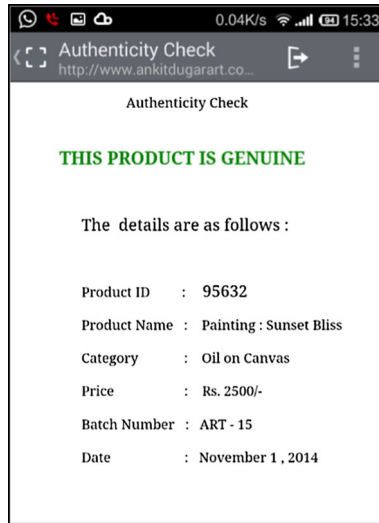 0.04K/s 94 15:33
Authenticity Check
http://www.ankitdugarart.co...
Authenticity Check
THIS PRODUCT IS GENUINE
The details are as follows :
Product ID : 95632
Product Name : Painting : Sunset Bliss
Category : Oil on Canvas
Price : Rs. 2500/-
Batch Number : ART - 15
Date : November 1 , 2014